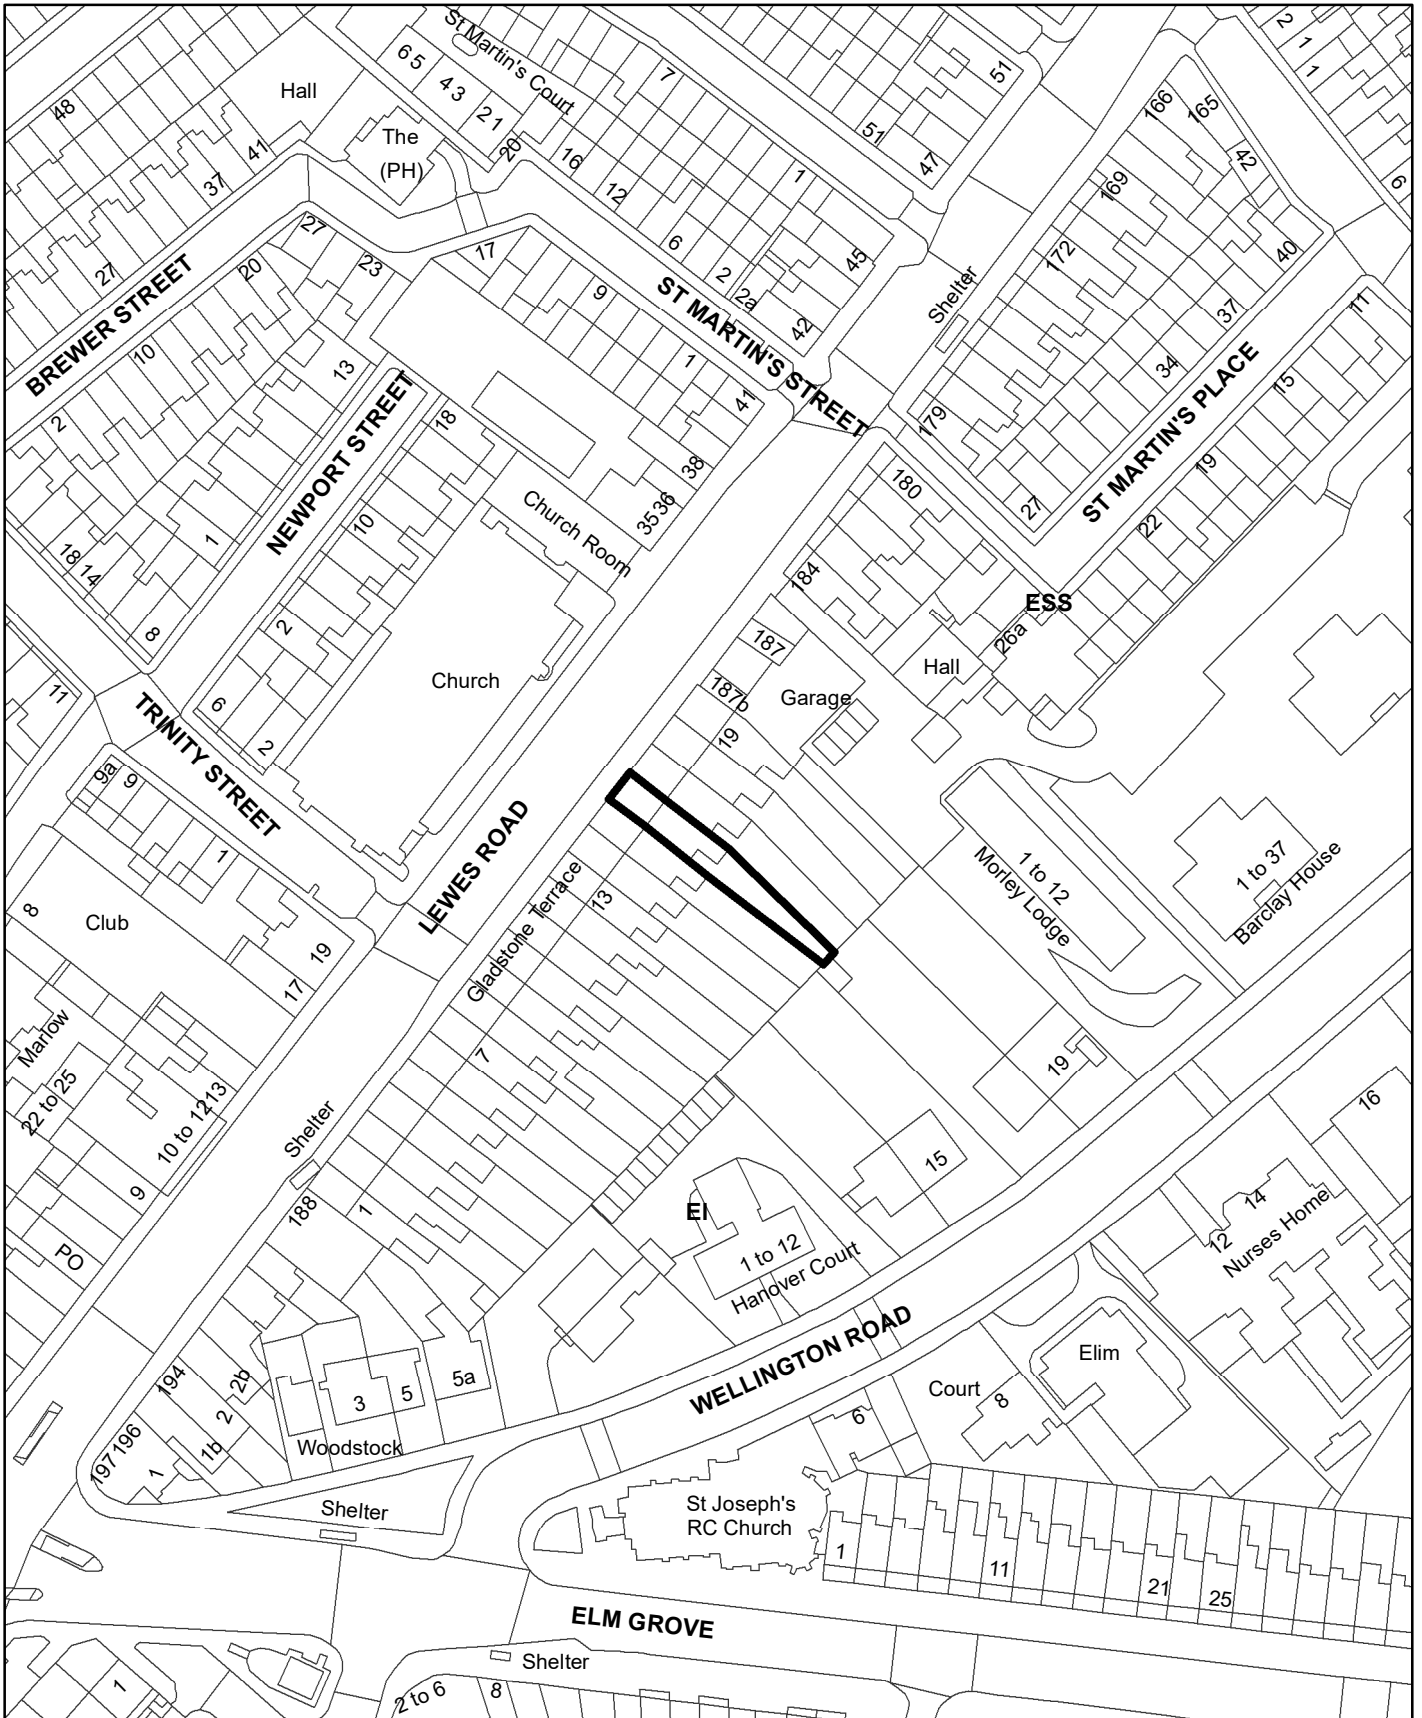 St Martin's Court
65
43
21
20
Hall
The
(PH)
48
41
37
27
7
16
12
6
2
2a
1
45
42
51
51
47
2
1
1
6
166
165
42
169
172
40
37
34
27
179
11
15
19
22
Shelter
BREWER STREET
20
10
2
27
23
17
9
1
41
38
36
35
ST MARTIN'S STREET
ST MARTIN'S PLACE
13
NEWPORT STREET
18
10
2
1
18
14
8
Church Room
180
184
187
187b
19
Garage
Hall
26a
ESS
Church
11
6
2
TRINITY STREET
9a
9
1
8
Club
19
17
LEWES ROAD
Gladstone Terrace
13
7
1 to 12
Morley Lodge
1 to 37
Barclay House
Marlow
22 to 25
10 to 12
13
9
PO
Shelter
188
1
19
15
16
14
12
Nurses Home
El
1 to 12
Hanover Court
WELLINGTON ROAD
194
2b
2
1b
196
197
1
3
5
5a
Woodstock
Shelter
Elim
Court
8
6
St Joseph's
RC Church
1
11
21
25
ELM GROVE
Shelter
1
2 to 6
8